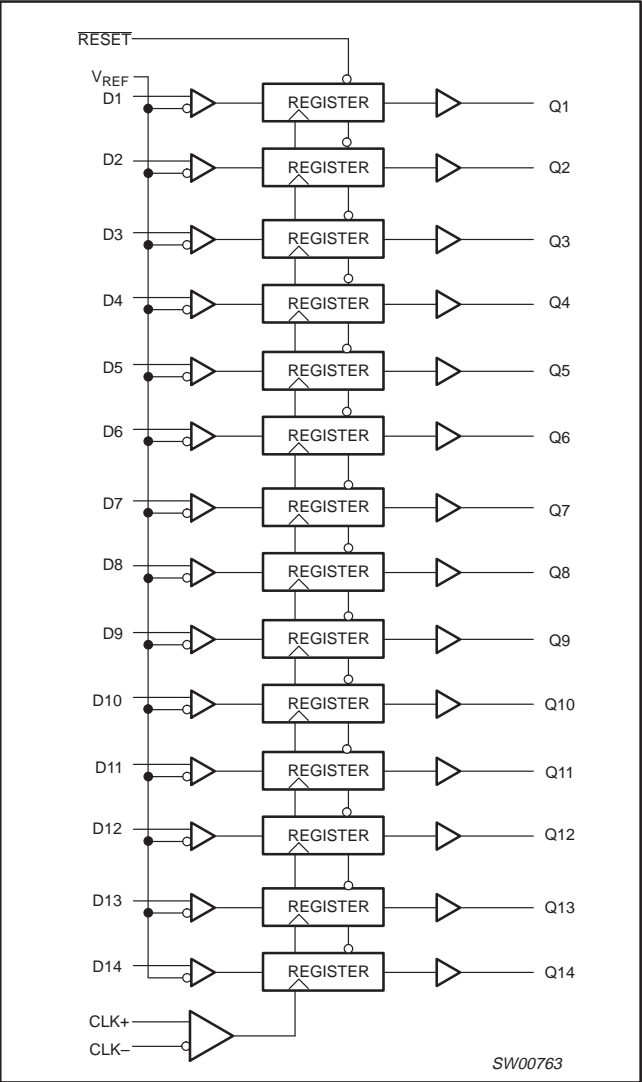 RESET
VREF
D1 REGISTER Q1
D2 REGISTER Q2
D3 REGISTER Q3
D4 REGISTER Q4
D5 REGISTER Q5
D6 REGISTER Q6
D7 REGISTER Q7
D8 REGISTER Q8
D9 REGISTER Q9
D10 REGISTER Q10
D11 REGISTER Q11
D12 REGISTER Q12
D13 REGISTER Q13
D14 REGISTER Q14
CLK+
CLK–
SW00763